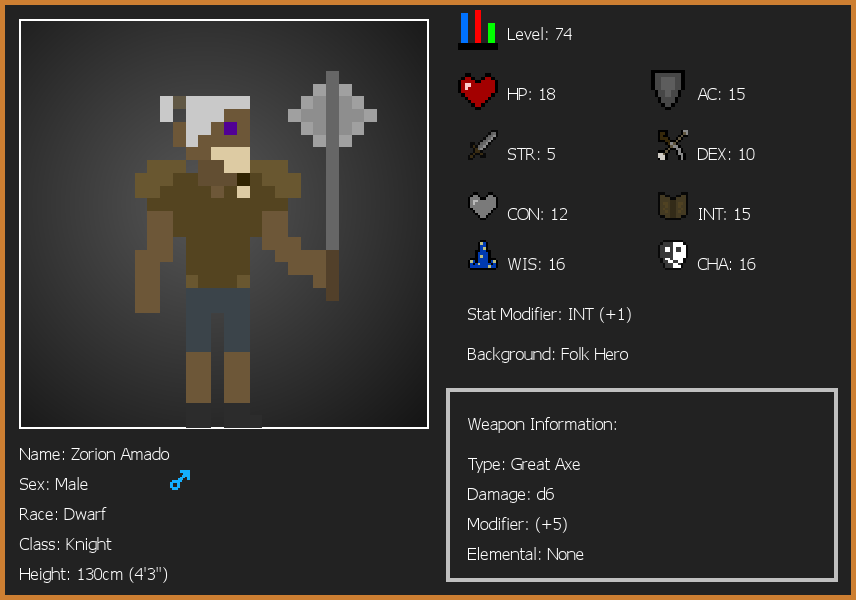 Level: 74
HP: 18
AC: 15
STR: 5
DEX: 10
CON: 12
INT: 15
WIS: 16
CHA: 16
Stat Modifier: INT (+1)
Background: Folk Hero
Weapon Information:
Type: Great Axe
Damage: d6
Modifier: (+5)
Elemental: None
Name: Zorion Amado
Sex: Male
Race: Dwarf
Class: Knight
Height: 130cm (4'3")